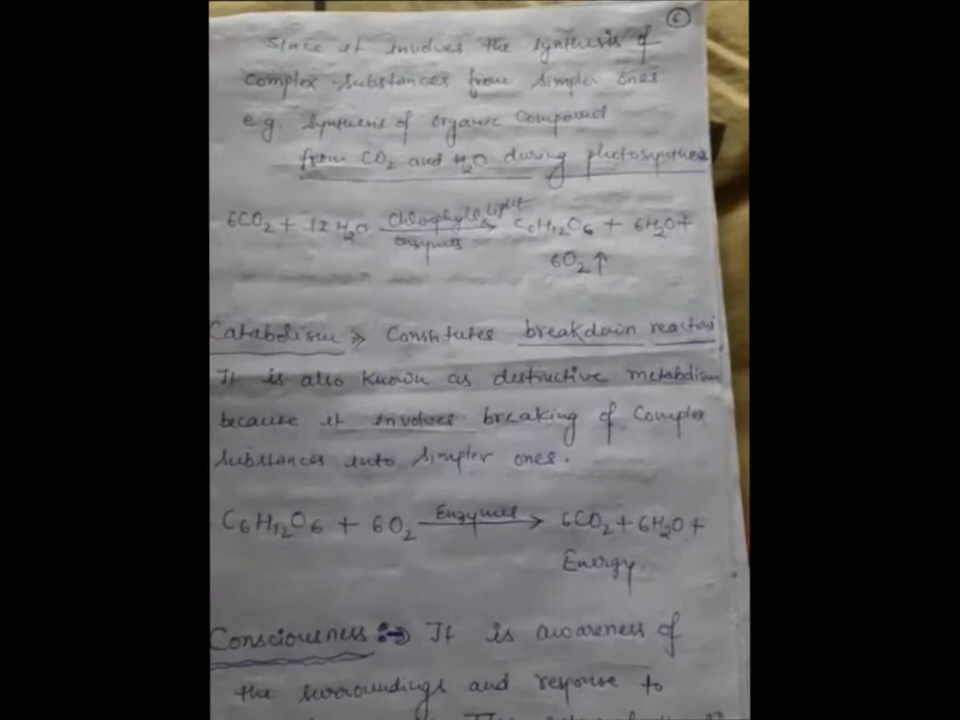 6
Since it involves the synthesis of
complex substances from simpler ones
e.g. Synthesis of organic compound
from CO2 and H2O during photosynthesis
6CO2 + 12 H2O Chlorophyll light enzymes → C6H12O6 + 6H2O +
6O2 ↑
Catabolism ⇒ Constitutes breakdown reaction
It is also known as destructive metabolism
because it involves breaking of Complex
substances into simpler ones.
C6H12O6 + 6O2 Enzymes → 6CO2 + 6H2O +
Energy.
Consciousness :→ It is awareness of
the surroundings and response to